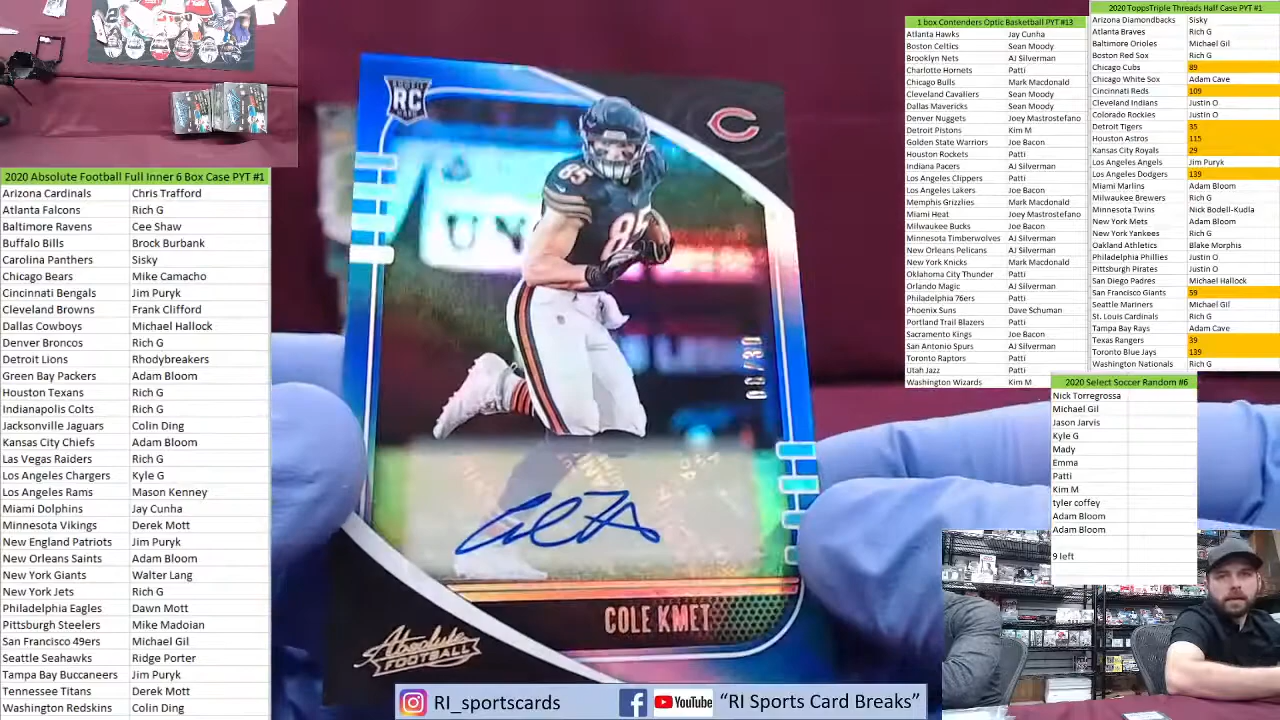 2020 Absolute Football Full Inner 6 Box Case PYT #1
Arizona Cardinals Chris Trafford
Atlanta Falcons Rich G
Baltimore Ravens Cee Shaw
Buffalo Bills Brock Burbank
Carolina Panthers Sisky
Chicago Bears Mike Camacho
Cincinnati Bengals Jim Puryk
Cleveland Browns Frank Clifford
Dallas Cowboys Michael Hallock
Denver Broncos Rich G
Detroit Lions Rhodybreakers
Green Bay Packers Adam Bloom
Houston Texans Rich G
Indianapolis Colts Rich G
Jacksonville Jaguars Colin Ding
Kansas City Chiefs Adam Bloom
Las Vegas Raiders Rich G
Los Angeles Chargers Kyle G
Los Angeles Rams Mason Kenney
Miami Dolphins Jay Cunha
Minnesota Vikings Derek Mott
New England Patriots Jim Puryk
New Orleans Saints Adam Bloom
New York Giants Walter Lang
New York Jets Rich G
Philadelphia Eagles Dawn Mott
Pittsburgh Steelers Mike Madoian
San Francisco 49ers Michael Gil
Seattle Seahawks Ridge Porter
Tampa Bay Buccaneers Jim Puryk
Tennessee Titans Derek Mott
Washington Redskins Colin Ding
RC
85
85
COLE KMET
Absolute
FOOTBALL
RI_sportscards
YouTube
"RI Sports Card Breaks"
1 box Contenders Optic Basketball PYT #13
Atlanta Hawks Jay Cunha
Boston Celtics Sean Moody
Brooklyn Nets AJ Silverman
Charlotte Hornets Patti
Chicago Bulls Mark Macdonald
Cleveland Cavaliers Sean Moody
Dallas Mavericks Sean Moody
Denver Nuggets Joey Mastrostefano
Detroit Pistons Kim M
Golden State Warriors Joe Bacon
Houston Rockets Patti
Indiana Pacers AJ Silverman
Los Angeles Clippers Patti
Los Angeles Lakers Joe Bacon
Memphis Grizzlies Mark Macdonald
Miami Heat Joey Mastrostefano
Milwaukee Bucks Joe Bacon
Minnesota Timberwolves AJ Silverman
New Orleans Pelicans AJ Silverman
New York Knicks Mark Macdonald
Oklahoma City Thunder Patti
Orlando Magic AJ Silverman
Philadelphia 76ers Patti
Phoenix Suns Dave Schuman
Portland Trail Blazers Patti
Sacramento Kings Joe Bacon
San Antonio Spurs AJ Silverman
Toronto Raptors Patti
Utah Jazz Patti
Washington Wizards Kim M
2020 ToppsTriple Threads Half Case PYT #1
Arizona Diamondbacks Sisky
Atlanta Braves Rich G
Baltimore Orioles Michael Gil
Boston Red Sox Rich G
Chicago Cubs 89
Chicago White Sox Adam Cave
Cincinnati Reds 109
Cleveland Indians Justin O
Colorado Rockies Justin O
Detroit Tigers 35
Houston Astros 115
Kansas City Royals 29
Los Angeles Angels Jim Puryk
Los Angeles Dodgers 139
Miami Marlins Adam Bloom
Milwaukee Brewers Rich G
Minnesota Twins Nick Bodell-Kudla
New York Mets Adam Bloom
New York Yankees Rich G
Oakland Athletics Blake Morphis
Philadelphia Phillies Justin O
Pittsburgh Pirates Justin O
San Diego Padres Michael Hallock
San Francisco Giants 59
Seattle Mariners Michael Gil
St. Louis Cardinals Rich G
Tampa Bay Rays Adam Cave
Texas Rangers 39
Toronto Blue Jays 139
Washington Nationals Rich G
2020 Select Soccer Random #6
Nick Torregrossa
Michael Gil
Jason Jarvis
Kyle G
Mady
Emma
Patti
Kim M
tyler coffey
Adam Bloom
Adam Bloom
9 left